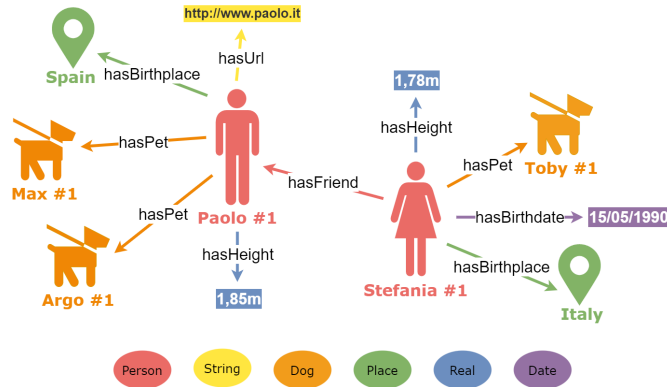 http://www.paolo.it
hasUrl
Spain
hasBirthplace
1,78m
hasHeight
Toby #1
hasPet
Max #1
hasPet
hasFriend
Paolo #1
hasPet
hasBirthdate
15/05/1990
hasHeight
hasBirthplace
Argo #1
1,85m
Stefania #1
Italy
Person
String
Dog
Place
Real
Date